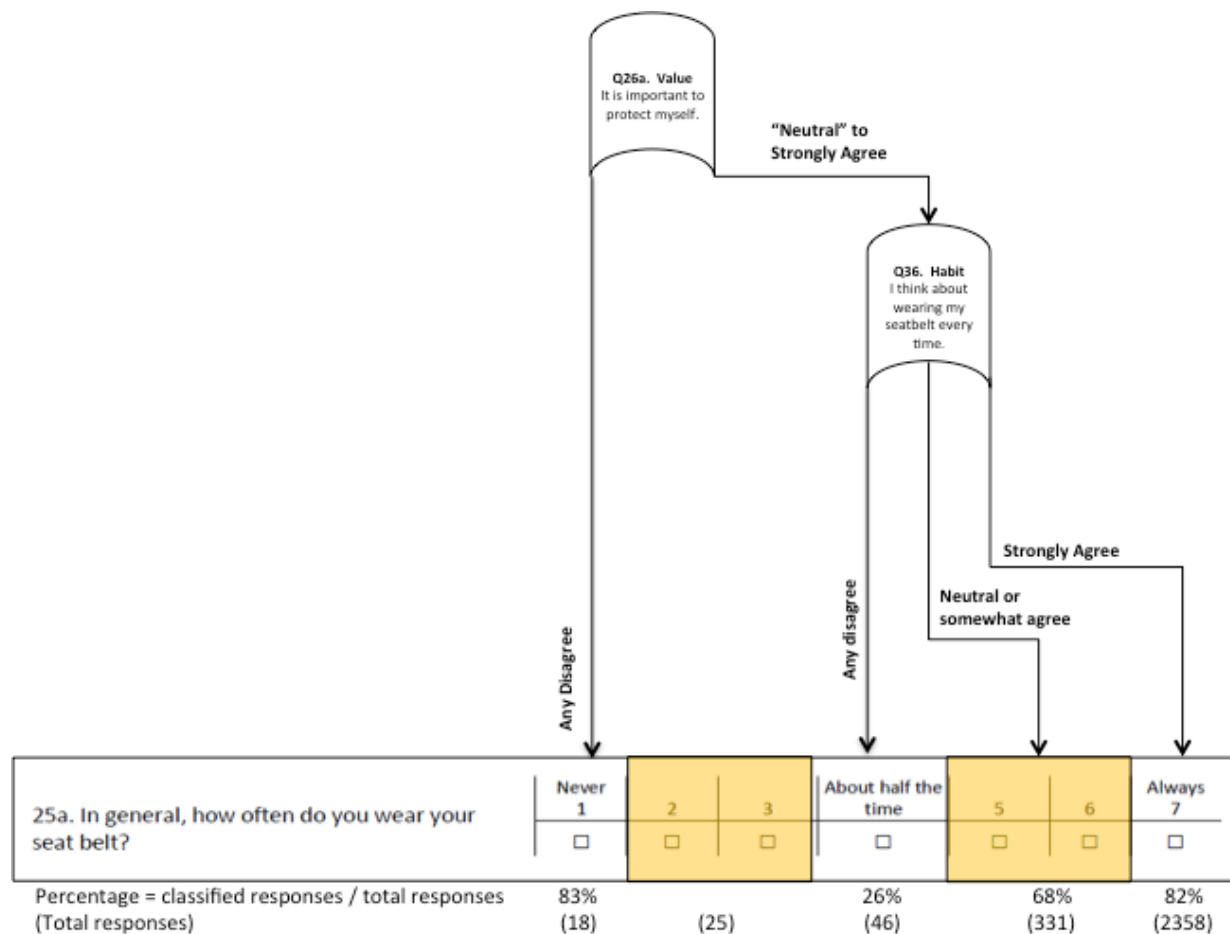 Q26a. Value
It is important to
protect myself.
“Neutral” to
Strongly Agree
Q36. Habit
I think about
wearing my
seatbelt every
time.
Strongly Agree
Neutral or
somewhat agree
Any Disagree
Any disagree
25a. In general, how often do you wear your
seat belt?
Never
1
2
3
About half the
time
5
6
Always
7
Percentage = classified responses / total responses
83% 26% 68% 82%
(Total responses)
(18) (25) (46) (331) (2358)